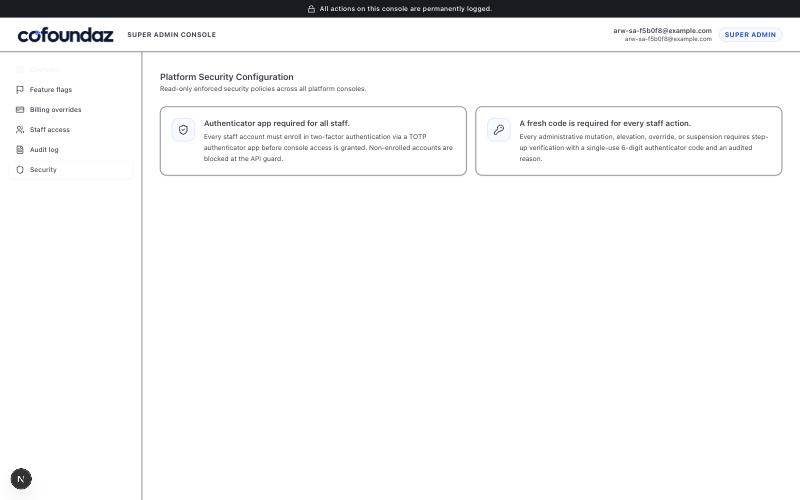 All actions on this console are permanently logged.
cofoundaz
SUPER ADMIN CONSOLE
arw-sa-f5b0f8@example.com
arw-sa-f5b0f8@example.com
SUPER ADMIN
Feature flags
Billing overrides
Staff access
Audit log
Security
Platform Security Configuration
Read-only enforced security policies across all platform consoles.
Authenticator app required for all staff.
Every staff account must enroll in two-factor authentication via a TOTP
authenticator app before console access is granted. Non-enrolled accounts are
blocked at the API guard.
A fresh code is required for every staff action.
Every administrative mutation, elevation, override, or suspension requires step-
up verification with a single-use 6-digit authenticator code and an audited
reason.
N